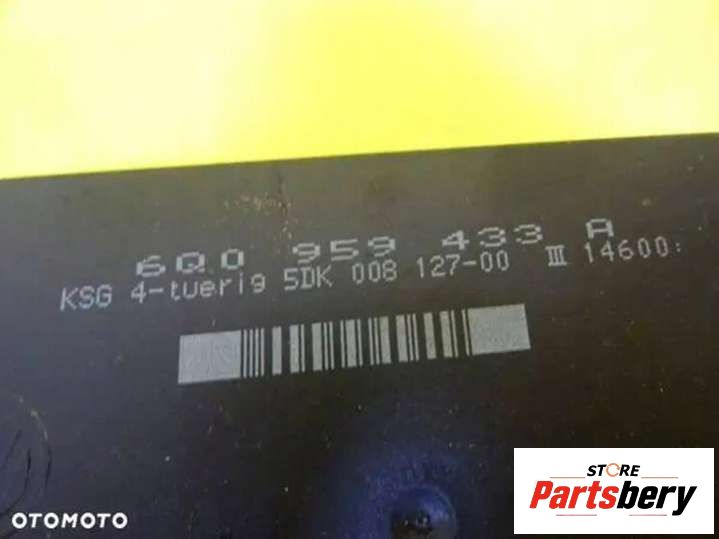 6Q0 959 433 A
KSG 4-tuerig 5DK 008 127-00 III 14600:
STORE
Partsbery
OTOMOTO